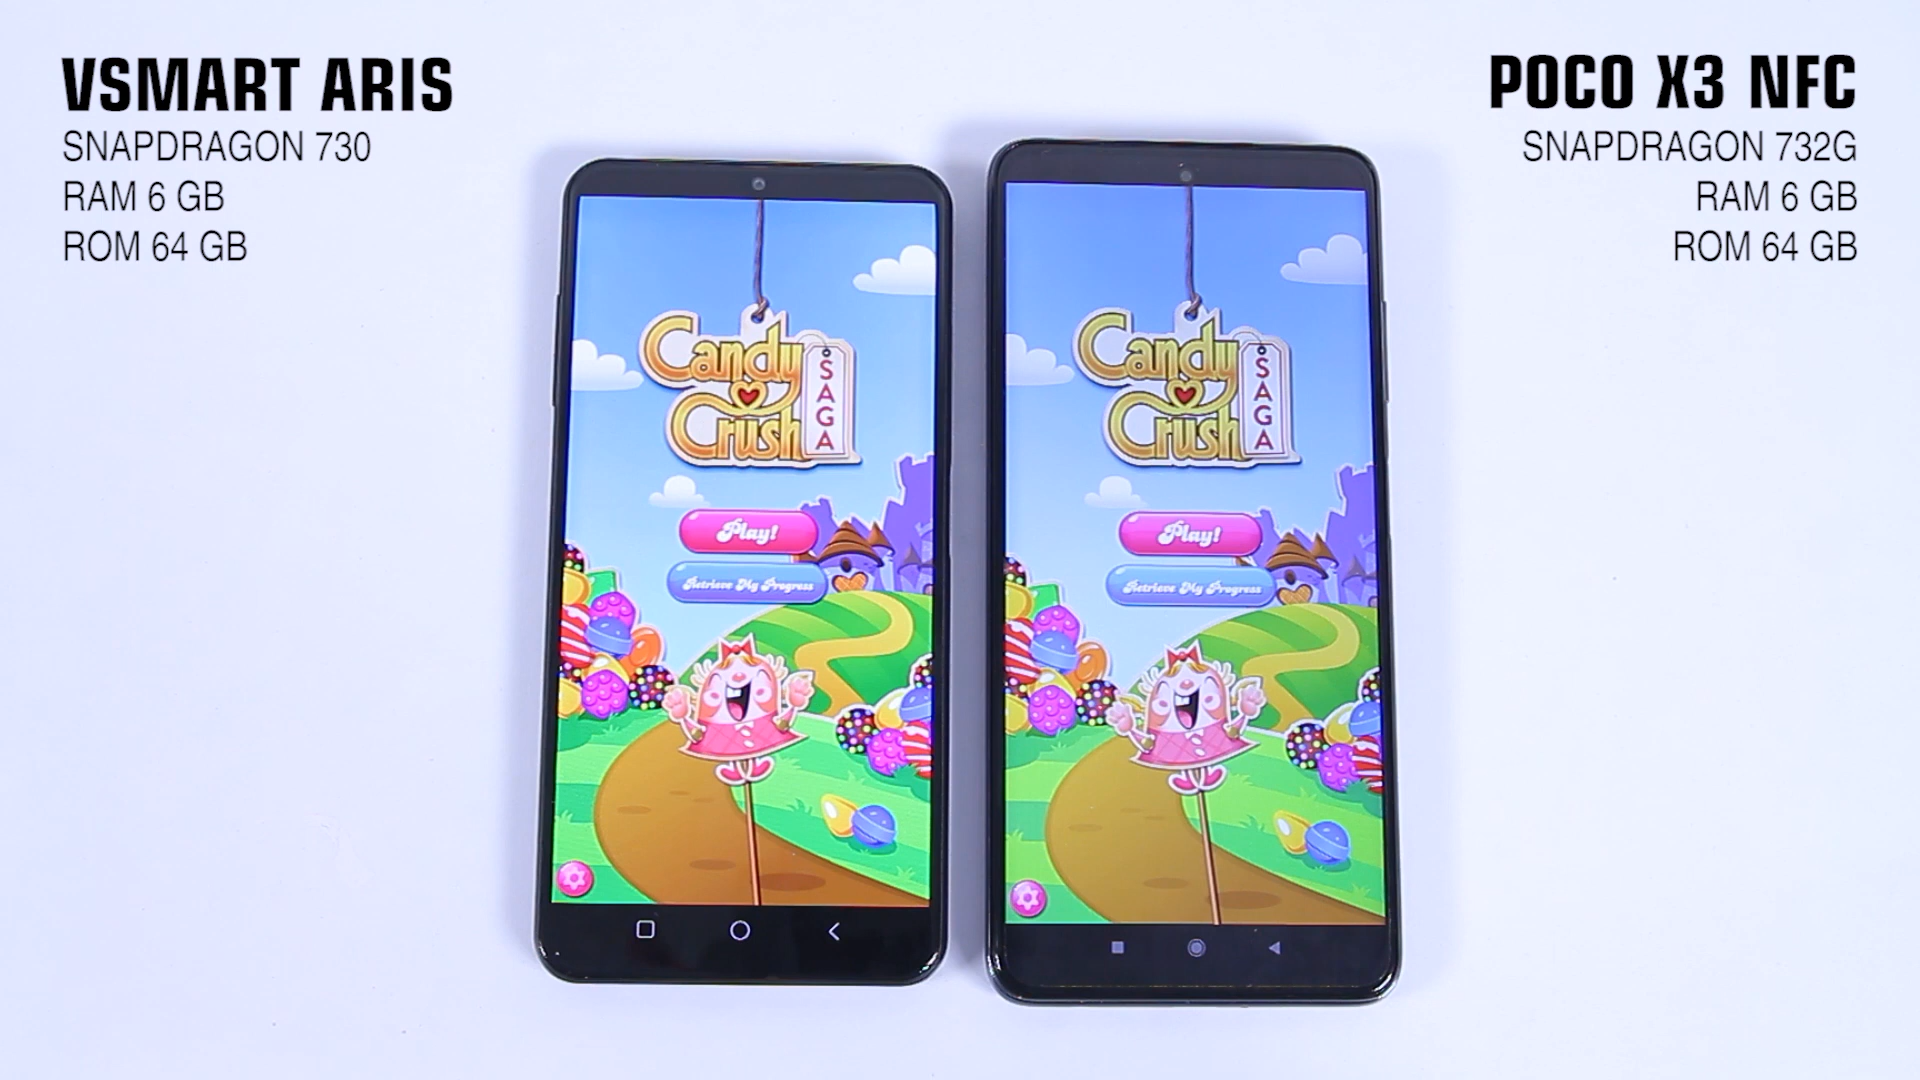 VSMART ARIS
SNAPDRAGON 730
RAM 6 GB
ROM 64 GB
POCO X3 NFC
SNAPDRAGON 732G
RAM 6 GB
ROM 64 GB
Candy
Crush
SAGA
Play!
Retrieve My Progress
Candy
Crush
SAGA
Play!
Retrieve My Progress